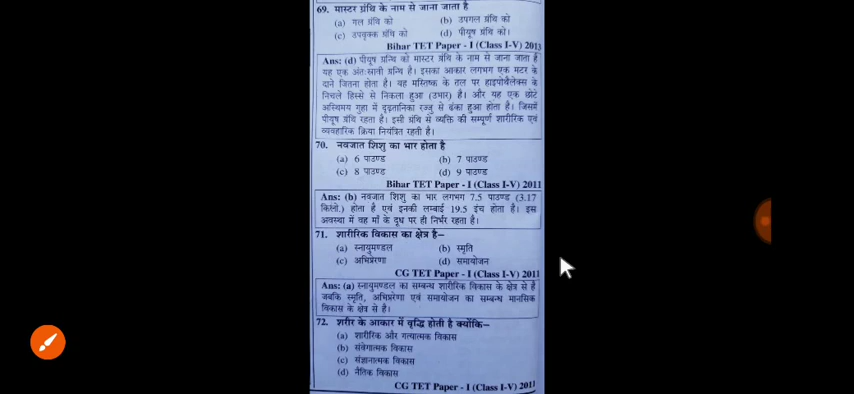 69. मास्टर ग्रंथि के नाम से जाना जाता है
(a) गल ग्रंथि को (b) उपगल ग्रंथि को
(c) उपवृक्क ग्रंथि को (d) पीयूष ग्रंथि को।
Bihar TET Paper - I (Class I-V) 2013
Ans: (d) पीयूष ग्रन्थि को मास्टर ग्रंथि के नाम से जाना जाता है
यह एक अंतःस्रावी ग्रन्थि है। इसका आकार लगभग एक मटर के
दाने जितना होता है। यह मस्तिष्क के तल पर हाइपोथैलेक्स के
निचले हिस्से से निकला हुआ (उभार) है। और यह एक छोटे
अस्थिमय गुहा में दृढ़तानिका रज्जु से ढंका हुआ होता है। जिसमें
पीयूष ग्रंथि रहता है। इसी ग्रंथि से व्यक्ति की सम्पूर्ण शारीरिक एवं
व्यवहारिक क्रिया नियंत्रित रहती है।
70. नवजात शिशु का भार होता है
(a) 6 पाउण्ड (b) 7 पाउण्ड
(c) 8 पाउण्ड (d) 9 पाउण्ड
Bihar TET Paper - I (Class I-V) 2011
Ans: (b) नवजात शिशु का भार लगभग 7.5 पाउण्ड (3.17
किलो.) होता है एवं इनकी लम्बाई 19.5 इंच होता है। इस
अवस्था में वह माँ के दूध पर ही निर्भर रहता है।
71. शारीरिक विकास का क्षेत्र है–
(a) स्नायुमण्डल (b) स्मृति
(c) अभिप्रेरणा (d) समायोजन
CG TET Paper - I (Class I-V) 2011
Ans: (a) स्नायुमण्डल का सम्बन्ध शारीरिक विकास के क्षेत्र से है
जबकि स्मृति, अभिप्रेरणा एवं समायोजन का सम्बन्ध मानसिक
विकास के क्षेत्र से है।
72. शरीर के आकार में वृद्धि होती है क्योंकि–
(a) शारीरिक और गत्यात्मक विकास
(b) संवेगात्मक विकास
(c) संज्ञानात्मक विकास
(d) नैतिक विकास
CG TET Paper - I (Class I-V) 2011